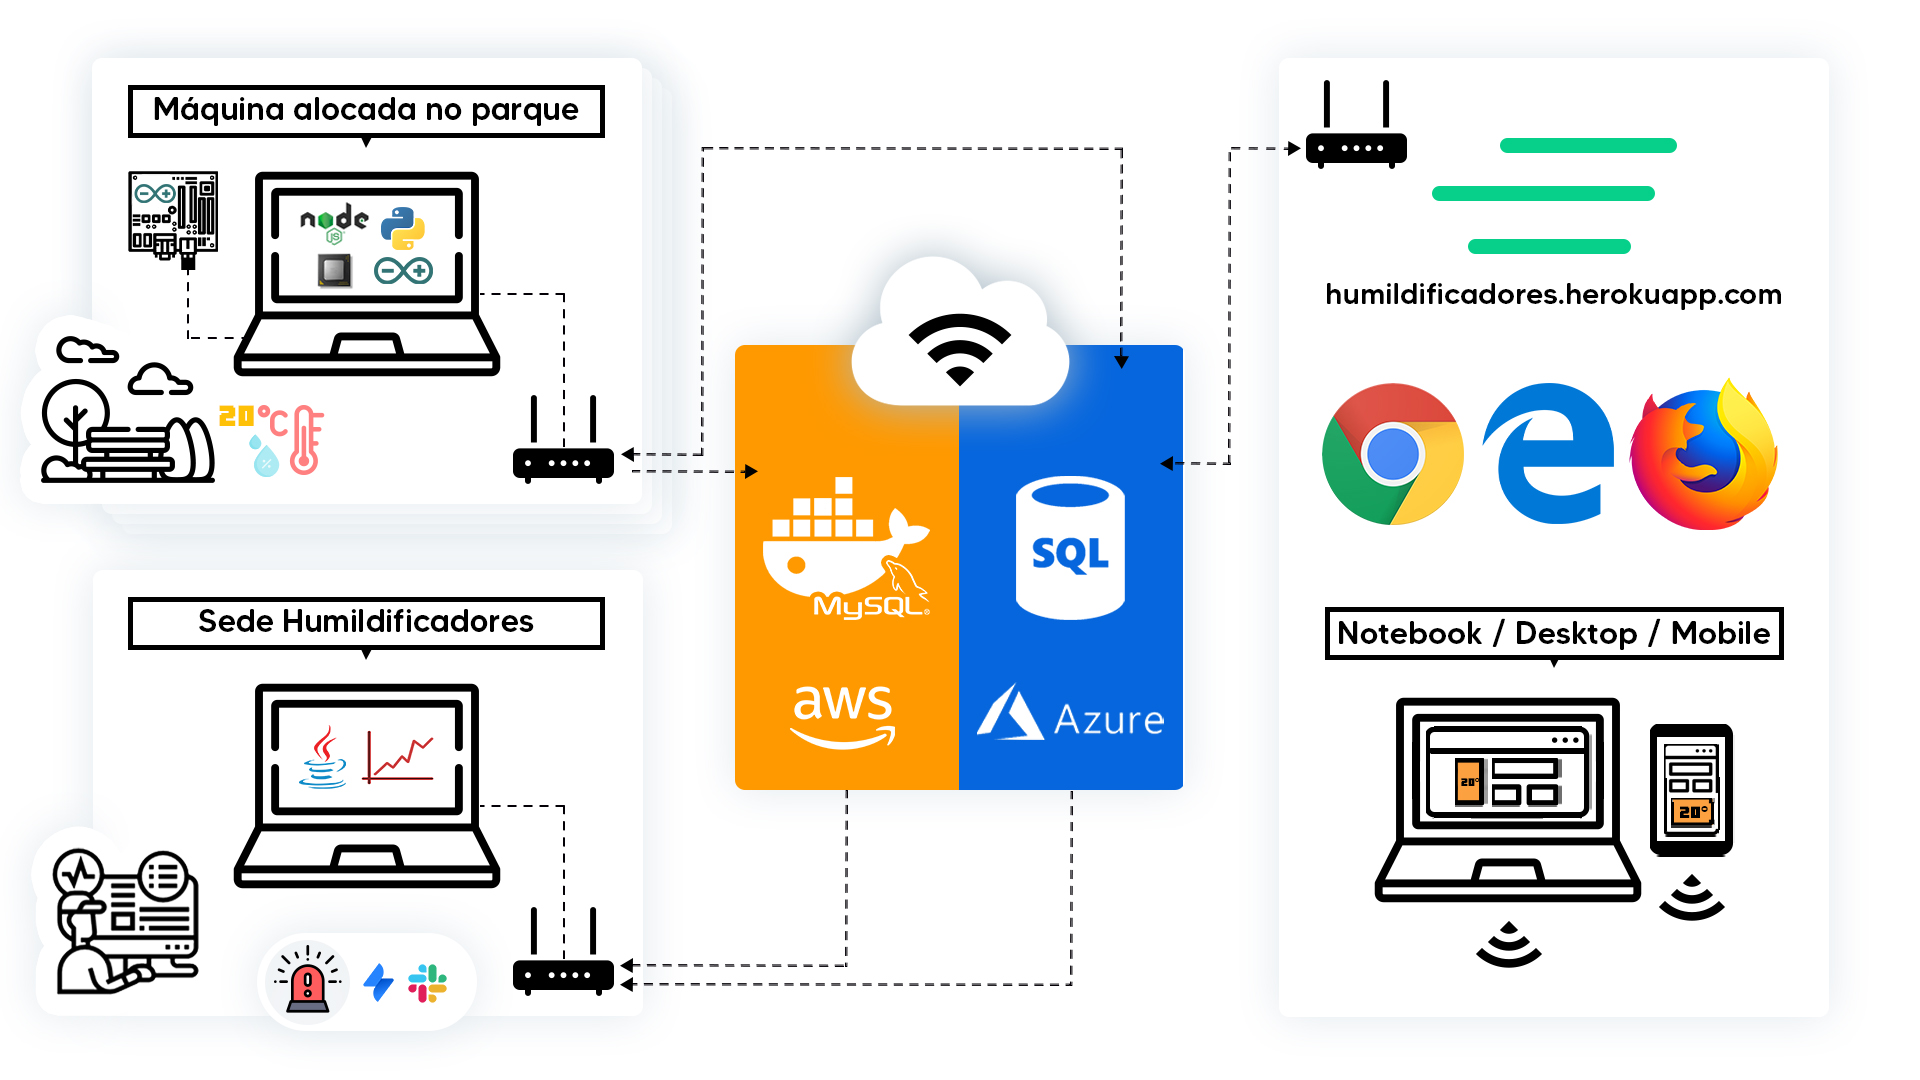 Máquina alocada no parque
node
JS
20°C
%
Sede Humildificadores
MySQL®
aws
SQL
Azure
humildificadores.herokuapp.com
Notebook / Desktop / Mobile
20°
20°